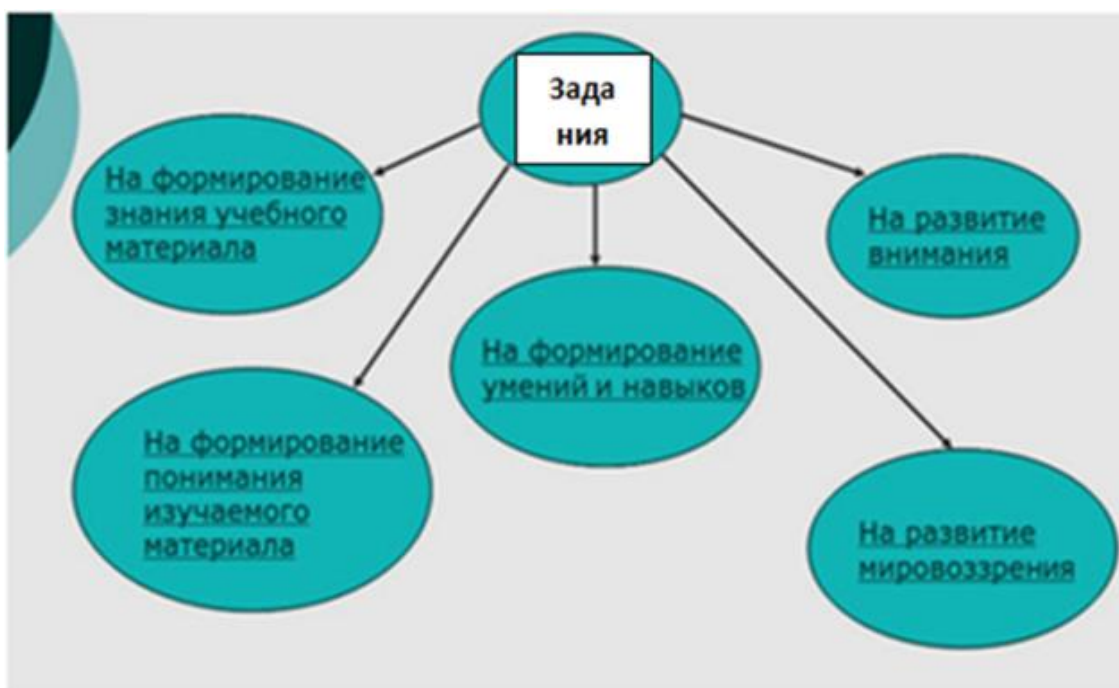 Зада
ния
На формирование
знания учебного
материала
На развитие
внимания
На формирование
умений и навыков
На формирование
понимания
изучаемого
материала
На развитие
мировоззрения